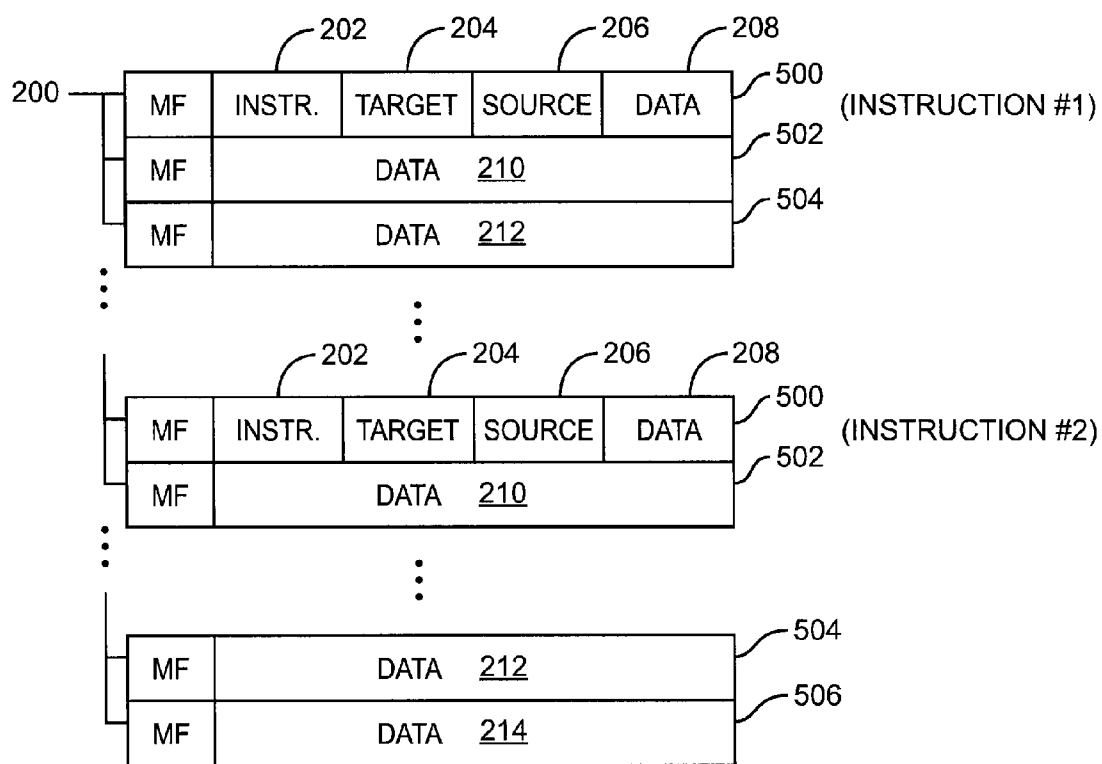 202 204 206 208
200 MF INSTR. TARGET SOURCE DATA 500 (INSTRUCTION #1)
502
MF DATA 210
504
MF DATA 212
202 204 206 208
MF INSTR. TARGET SOURCE DATA 500 (INSTRUCTION #2)
502
MF DATA 210
504
MF DATA 212
506
MF DATA 214